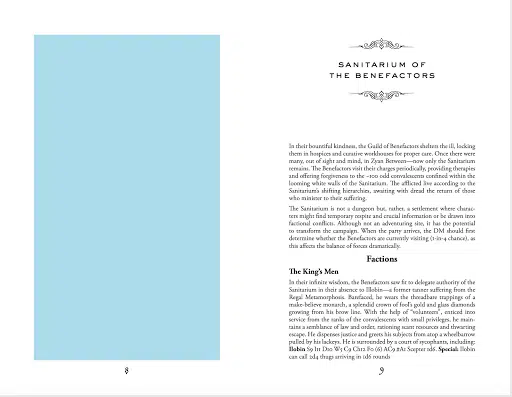 SANITARIUM OF
THE BENEFACTORS
In their bountiful kindness, the Guild of Benefactors shelters the ill, locking
them in hospices and curative workhouses for proper care. Once there were
many, out of sight and mind, in Zyan Between—now only the Sanitarium
remains. The Benefactors visit their charges periodically, providing therapies
and offering forgiveness to the ~100 odd convalescents confined within the
looming white walls of the Sanitarium. The afflicted live according to the
Sanitarium's shifting hierarchies, awaiting with dread the return of those
who minister to their suffering.
The Sanitarium is not a dungeon but, rather, a settlement where charac-
ters might find temporary respite and crucial information or be drawn into
factional conflicts. Although not an adventuring site, it has the potential
to transform the campaign. When the party arrives, the DM should first
determine whether the Benefactors are currently visiting (1-in-4 chance), as
this affects the balance of forces dramatically.
Factions
The King's Men
In their infinite wisdom, the Benefactors saw fit to delegate authority of the
Sanitarium in their absence to Illobin—a former tanner suffering from the
Regal Metamorphosis. Barefaced, he wears the threadbare trappings of a
make-believe monarch, a splendid crown of fool's gold and glass diamonds
growing from his brow line. With the help of "volunteers", enticed into
service from the ranks of the convalescents with small privileges, he main-
tains a semblance of law and order, rationing scant resources and thwarting
escape. He dispenses justice and greets his subjects from atop a wheelbarrow
pulled by his lackeys. He is surrounded by a court of sycophants, including:
Illobin S9 I11 D10 W5 C9 Ch12 F0 (6) AC9 #At Scepter 1d6. Special: Illobin
can call 2d4 thugs arriving in 1d6 rounds
8
9